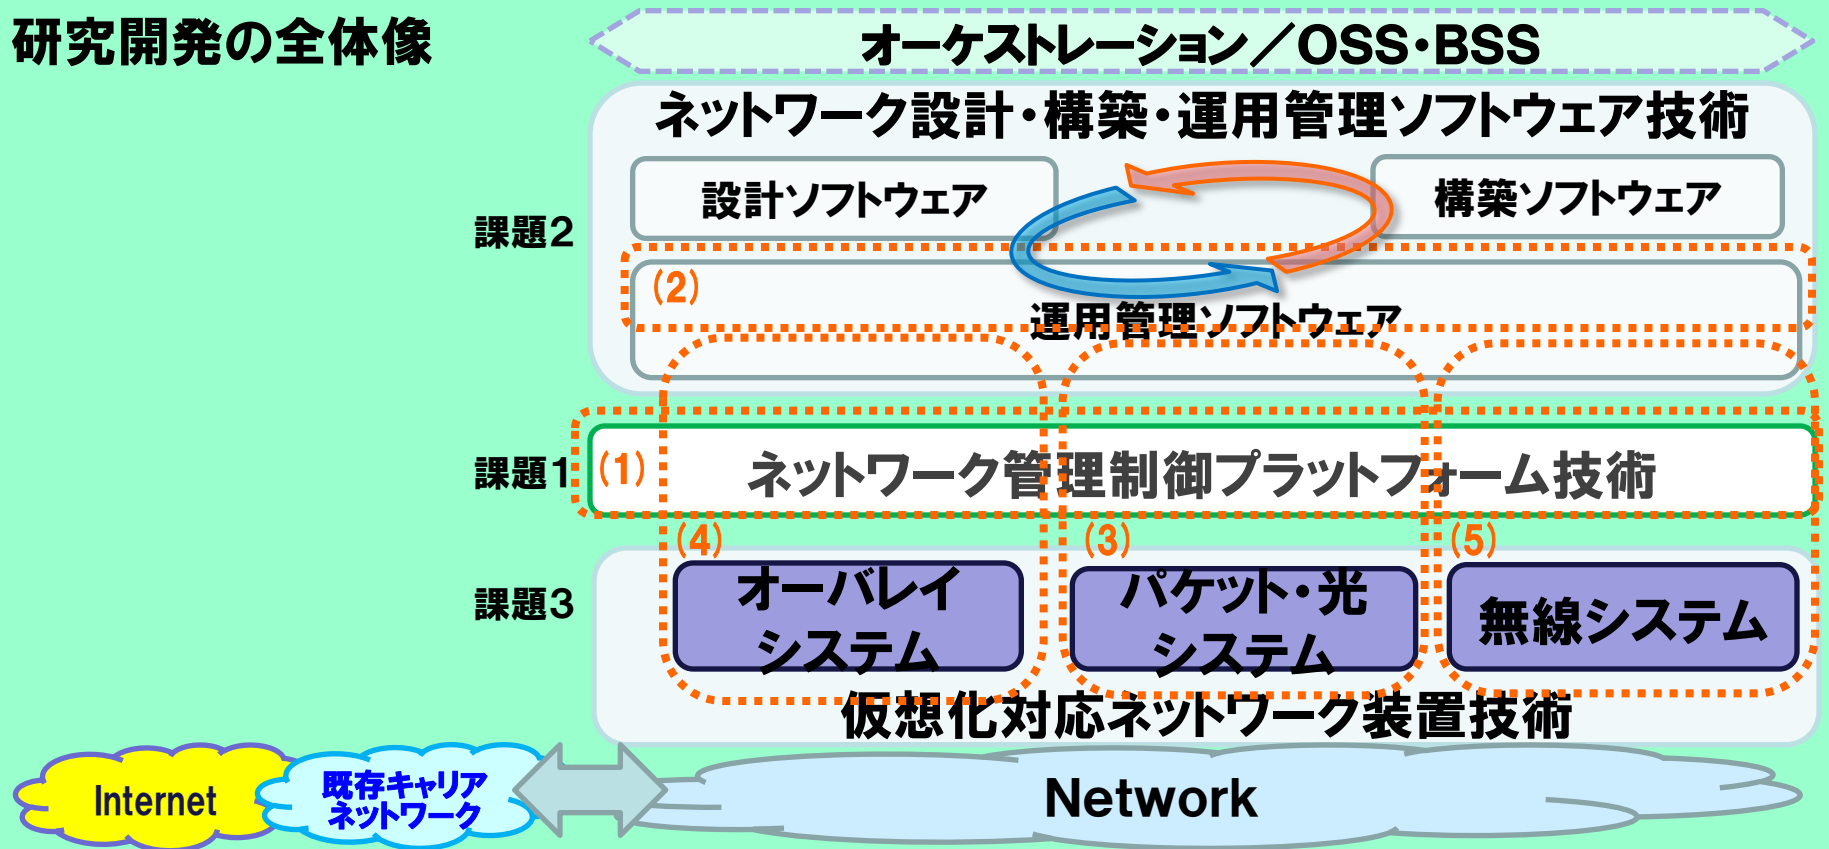 研究開発の全体像
オーケストレーション／OSS・BSS
ネットワーク設計・構築・運用管理ソフトウェア技術
設計ソフトウェア
構築ソフトウェア
課題2
(2)
運用管理ソフトウェア
課題1
(1)
ネットワーク管理制御プラットフォーム技術
(4)
(3)
(5)
課題3
オーバレイ
システム
パケット・光
システム
無線システム
仮想化対応ネットワーク装置技術
Internet
既存キャリア
ネットワーク
Network